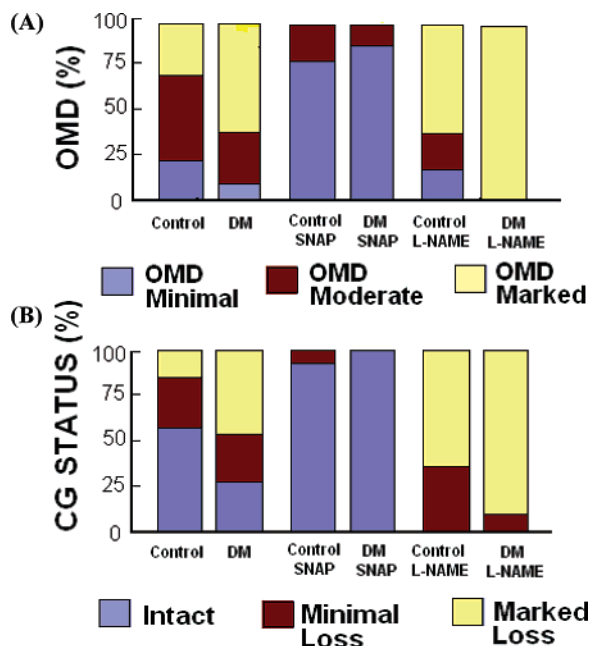 (A)
OMD (%)
100
75
50
25
0
Control DM Control SNAP DM SNAP Control L-NAME DM L-NAME
OMD Minimal OMD Moderate OMD Marked
(B)
CG STATUS (%)
100
75
50
25
0
Control DM Control SNAP DM SNAP Control L-NAME DM L-NAME
Intact Minimal Loss Marked Loss